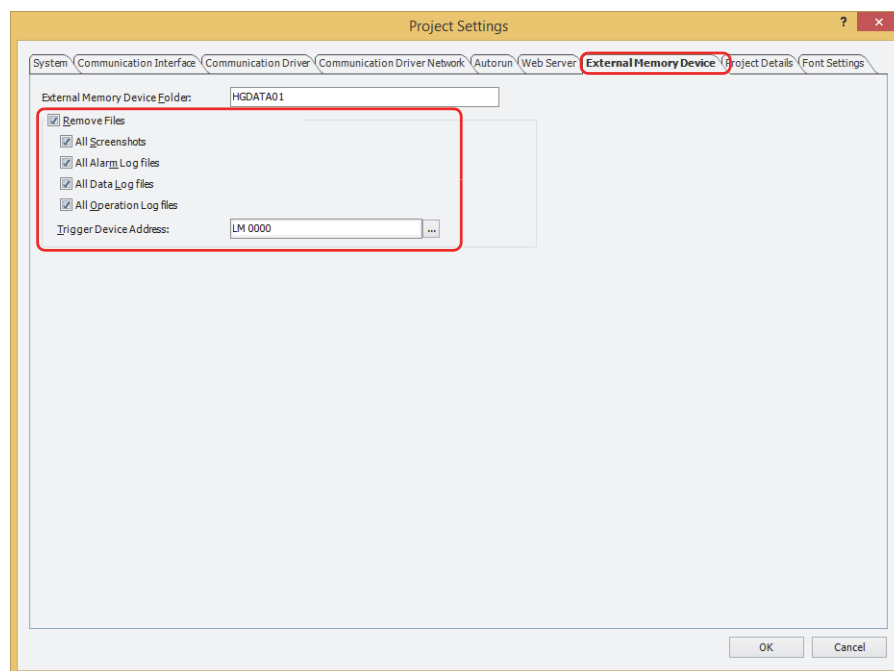 Project Settings
? ×
System Communication Interface Communication Driver Communication Driver Network Autorun Web Server External Memory Device Project Details Font Settings
External Memory Device Folder: HGDATA01
Remove Files
All Screenshots
All Alarm Log files
All Data Log files
All Operation Log files
Trigger Device Address: LM 0000 ...
OK Cancel